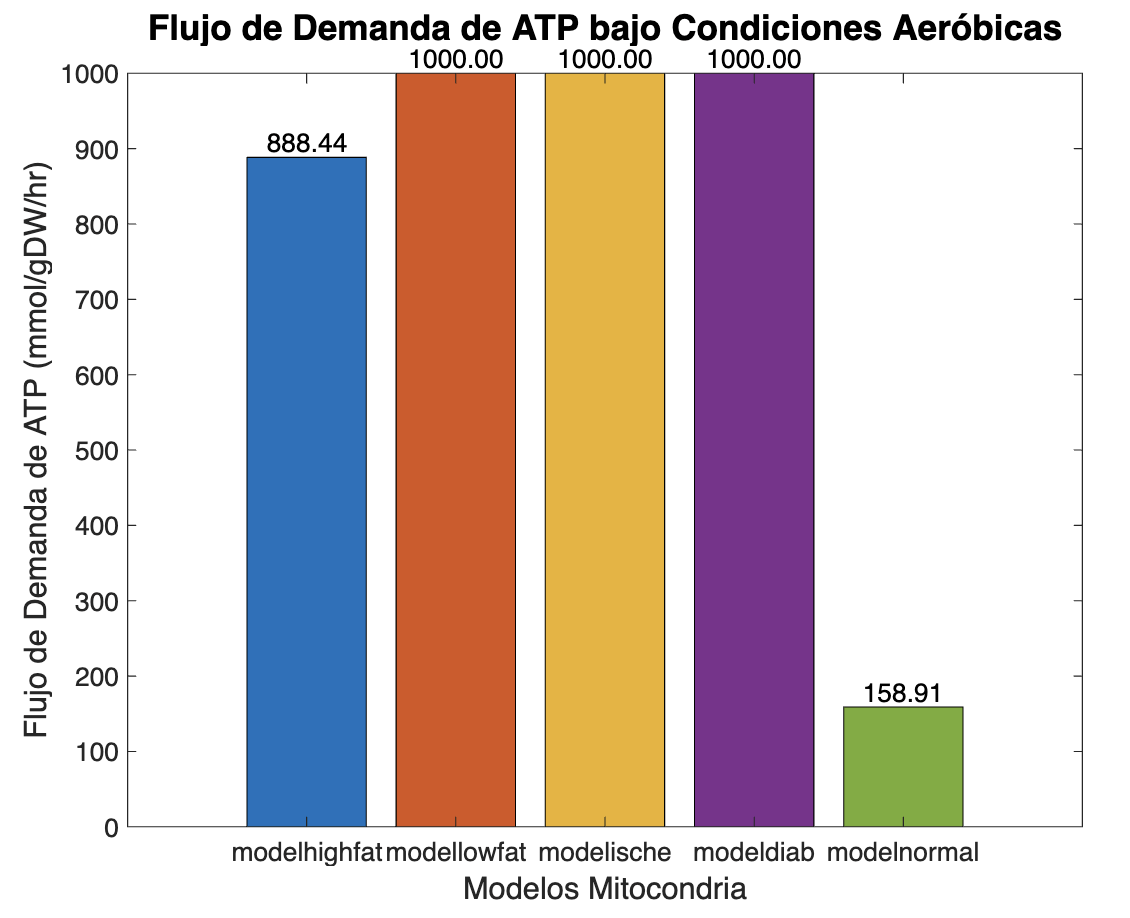 Flujo de Demanda de ATP bajo Condiciones Aeróbicas
1000.00 1000.00 1000.00
888.44
158.91
1000
900
800
700
600
500
400
300
200
100
0
Flujo de Demanda de ATP (mmol/gDW/hr)
modelhighfat modellowfat modelische modeldiab modelnormal
Modelos Mitocondria